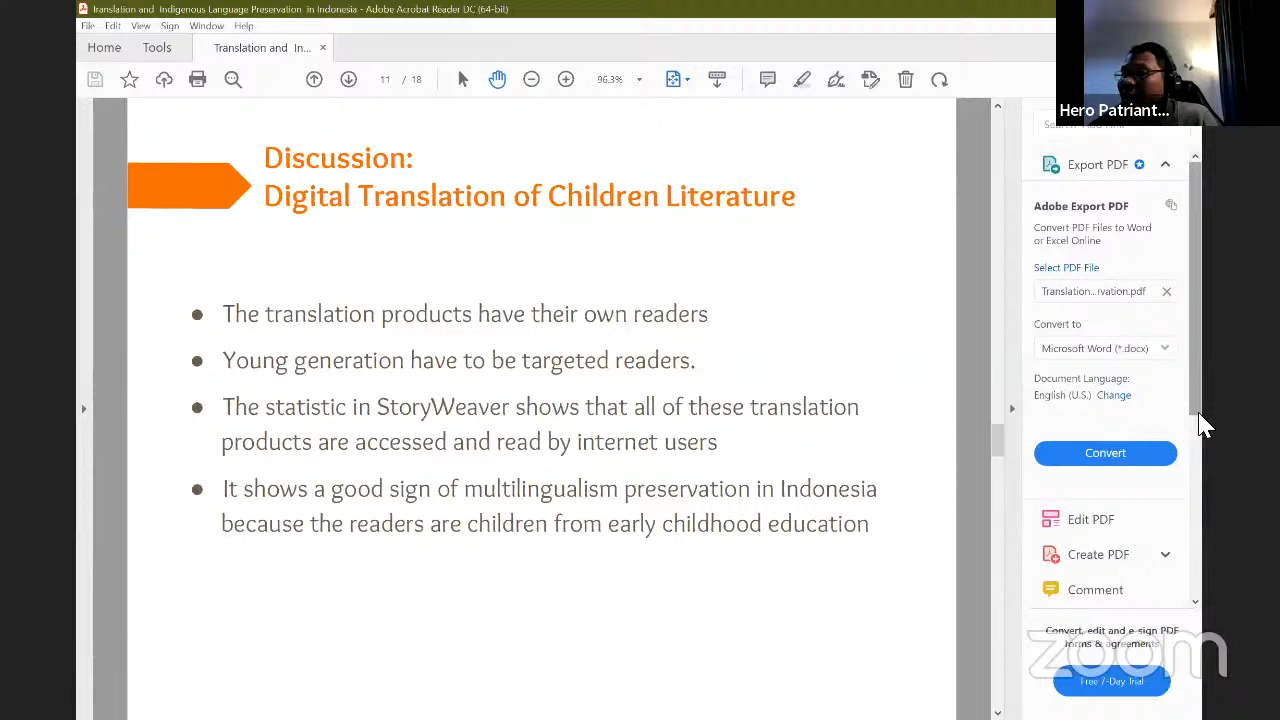 Translation and Indigenous Language Preservation in Indonesia - Adobe Acrobat Reader DC (64-bit)
File Edit View Sign Window Help
Home Tools Translation and In... ×
11 / 18 96.3%
Hero Patriant...
Discussion:
Digital Translation of Children Literature
● The translation products have their own readers
● Young generation have to be targeted readers.
● The statistic in StoryWeaver shows that all of these translation
products are accessed and read by internet users
● It shows a good sign of multilingualism preservation in Indonesia
because the readers are children from early childhood education
Export PDF
Adobe Export PDF
Convert PDF Files to Word
or Excel Online
Select PDF File
Translation...rvation.pdf
Convert to
Microsoft Word (*.docx)
Document Language:
English (U.S.) Change
Convert
Edit PDF
Create PDF
Comment
Convert, edit and e-sign PDF
forms & agreements
zoom
Free 7-Day Trial